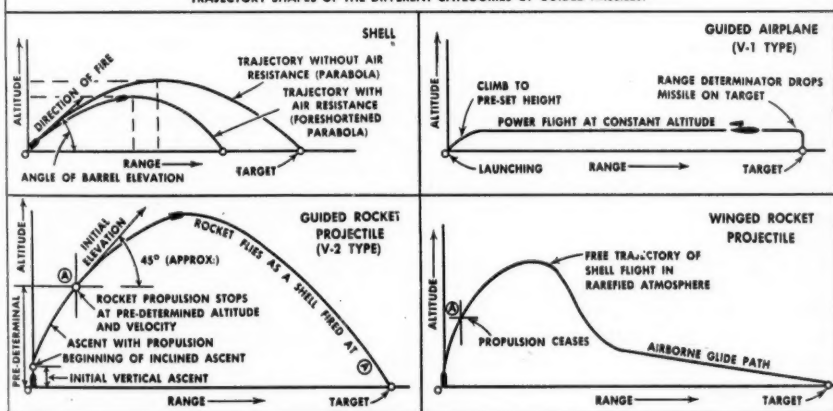 TRAJECTORY SHAPES OF THE DIFFERENT CATEGORIES OF GUIDED MISSILES.
SHELL
ALTITUDE
DIRECTION OF FIRE
TRAJECTORY WITHOUT AIR
RESISTANCE (PARABOLA)
TRAJECTORY WITH
AIR RESISTANCE
(FORESHORTENED
PARABOLA)
RANGE
TARGET
ANGLE OF BARREL ELEVATION
GUIDED AIRPLANE
(V-1 TYPE)
ALTITUDE
CLIMB TO
PRE-SET HEIGHT
RANGE DETERMINATOR DROPS
MISSILE ON TARGET
POWER FLIGHT AT CONSTANT ALTITUDE
LAUNCHING
RANGE
TARGET
GUIDED ROCKET
PROJECTILE
(V-2 TYPE)
ALTITUDE
INITIAL
ELEVATION
45° (APPROX:)
ROCKET FLIES AS A SHELL FIRED AT A
A
ROCKET PROPULSION STOPS
AT PRE-DETERMINED ALTITUDE
AND VELOCITY
PRE-DETERMINAL
ASCENT WITH PROPULSION
BEGINNING OF INCLINED ASCENT
INITIAL VERTICAL ASCENT
RANGE
TARGET
WINGED ROCKET
PROJECTILE
ALTITUDE
FREE TRAJECTORY OF
SHELL FLIGHT IN
RAREFIED ATMOSPHERE
A
PROPULSION CEASES
AIRBORNE GLIDE PATH
RANGE
TARGET